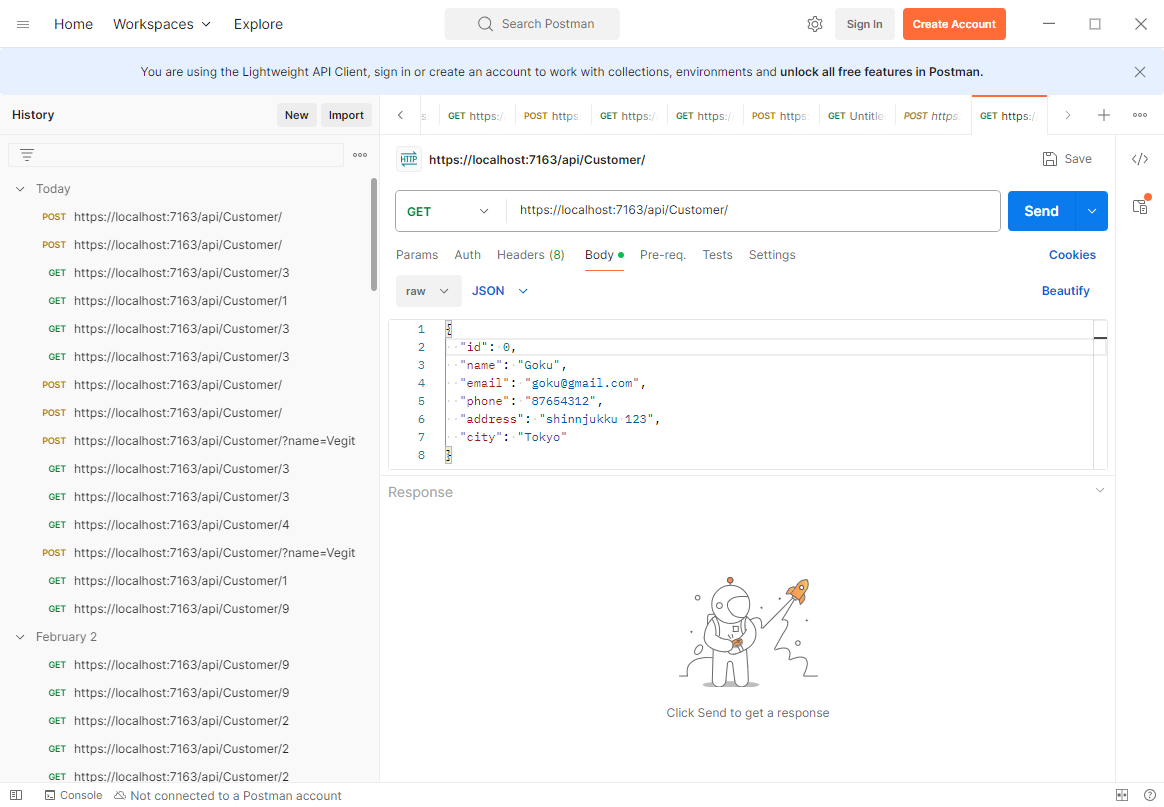 Home Workspaces Explore Search Postman Sign In Create Account
You are using the Lightweight API Client, sign in or create an account to work with collections, environments and unlock all free features in Postman.
History New Import
GET https:/ POST https: GET https:/ GET https:/ POST https: GET Untitle POST https: GET https:/
Today
POST https://localhost:7163/api/Customer/
POST https://localhost:7163/api/Customer/
GET https://localhost:7163/api/Customer/3
GET https://localhost:7163/api/Customer/1
GET https://localhost:7163/api/Customer/3
GET https://localhost:7163/api/Customer/3
POST https://localhost:7163/api/Customer/
POST https://localhost:7163/api/Customer/
POST https://localhost:7163/api/Customer/?name=Vegit
GET https://localhost:7163/api/Customer/3
GET https://localhost:7163/api/Customer/3
GET https://localhost:7163/api/Customer/4
POST https://localhost:7163/api/Customer/?name=Vegit
GET https://localhost:7163/api/Customer/1
GET https://localhost:7163/api/Customer/9
February 2
GET https://localhost:7163/api/Customer/9
GET https://localhost:7163/api/Customer/9
GET https://localhost:7163/api/Customer/2
GET https://localhost:7163/api/Customer/2
GET https://localhost:7163/api/Customer/2
HTTP https://localhost:7163/api/Customer/ Save
GET https://localhost:7163/api/Customer/ Send
Params Auth Headers (8) Body Pre-req. Tests Settings Cookies
raw JSON Beautify
1 {
2 "id": 0,
3 "name": "Goku",
4 "email": "goku@gmail.com",
5 "phone": "87654312",
6 "address": "shinnjukku 123",
7 "city": "Tokyo"
8 }
Response
Click Send to get a response
Console Not connected to a Postman account